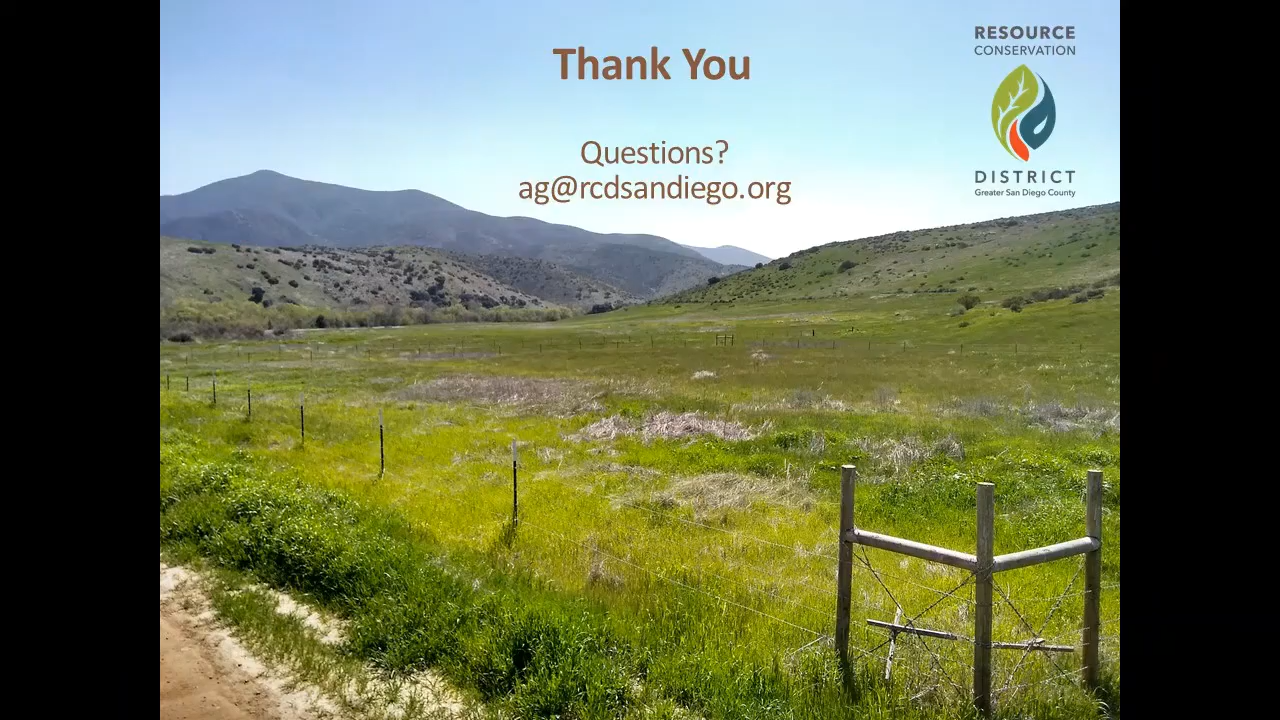 Thank You
Questions?
ag@rcdsandiego.org
RESOURCE
CONSERVATION
DISTRICT
Greater San Diego County